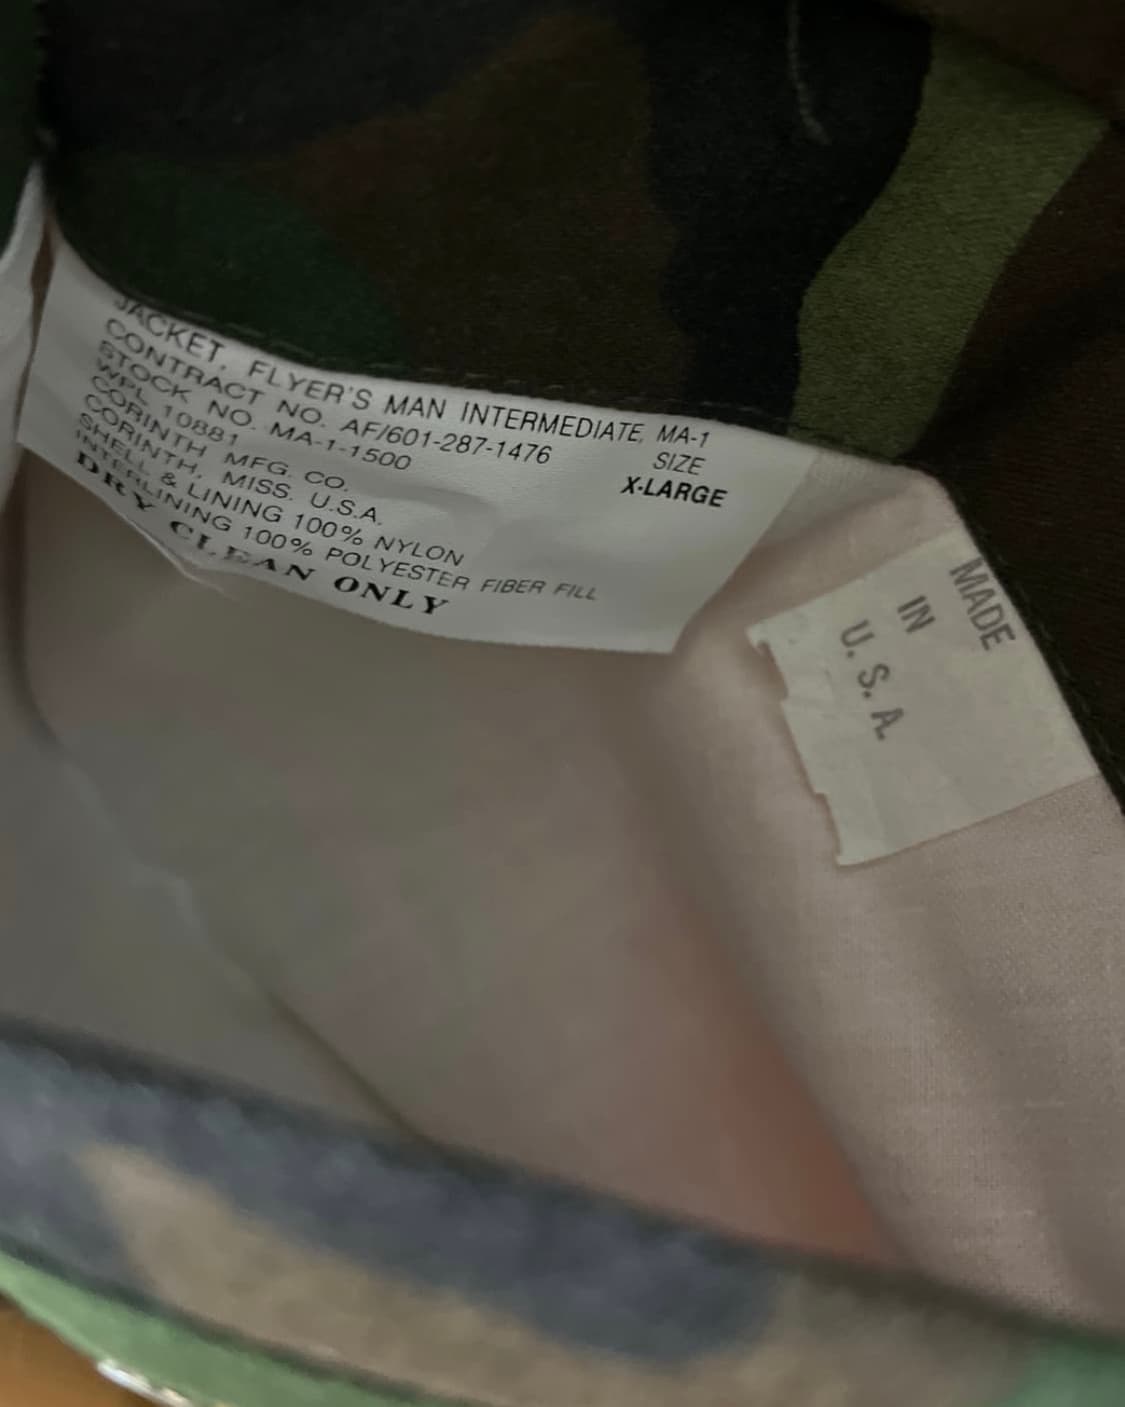 JACKET, FLYER'S MAN INTERMEDIATE, MA-1
CONTRACT NO. AF/601-287-1476
STOCK NO. MA-1-1500
SIZE
X-LARGE
WPL 10881
CORINTH MFG. CO.
CORINTH, MISS. U.S.A.
SHELL & LINING 100% NYLON
INTERLINING 100% POLYESTER FIBER FILL
DRY CLEAN ONLY
MADE
IN
U. S. A.